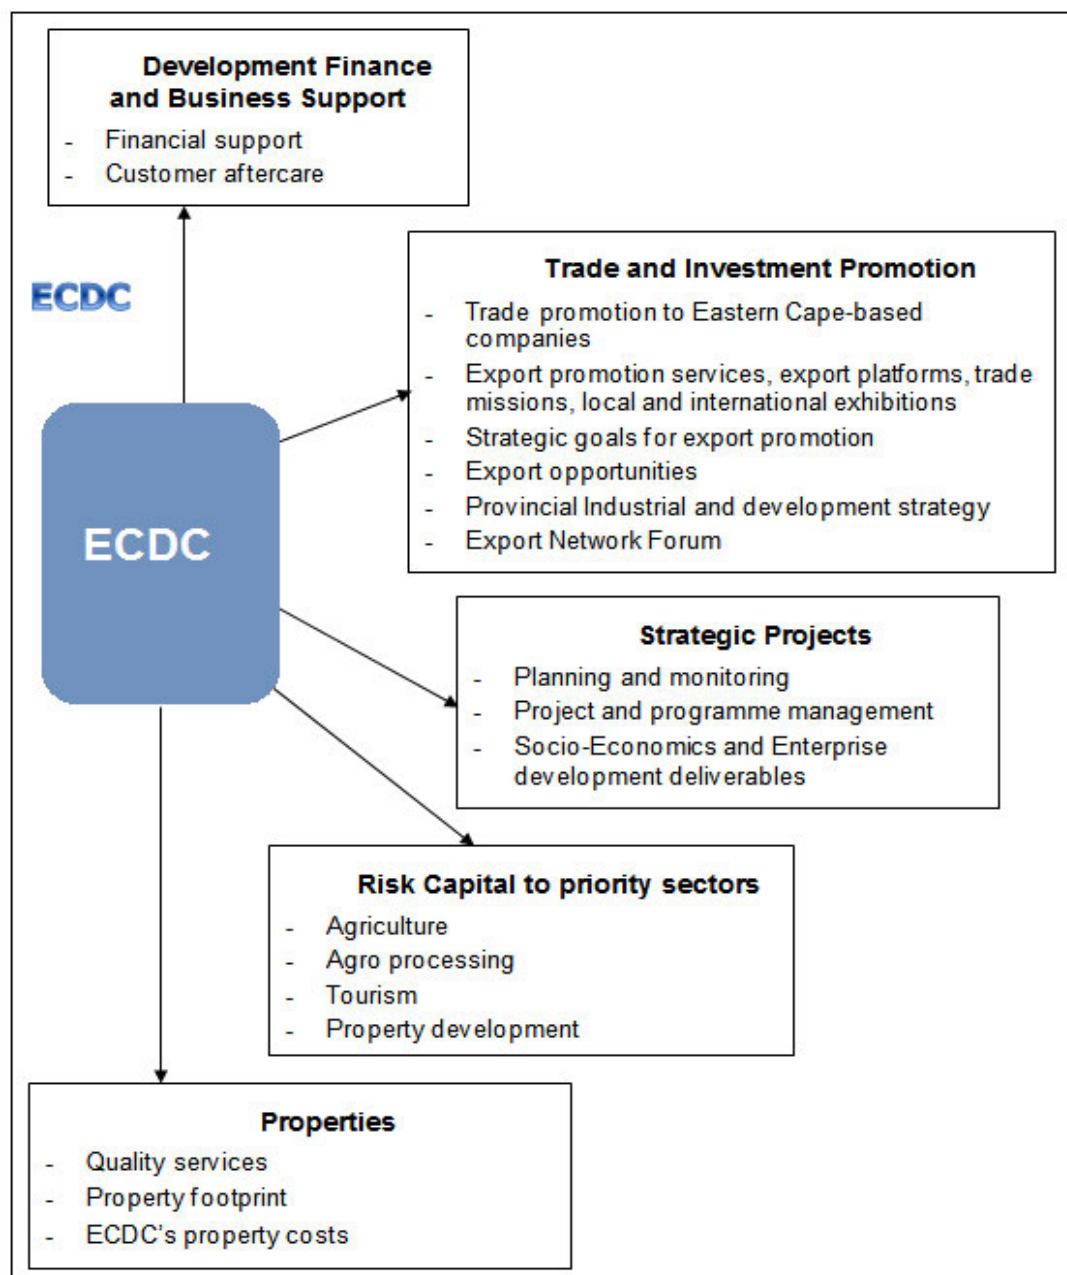 Development Finance
and Business Support
- Financial support
- Customer aftercare
ECDC
Trade and Investment Promotion
- Trade promotion to Eastern Cape-based
companies
- Export promotion services, export platforms, trade
missions, local and international exhibitions
- Strategic goals for export promotion
- Export opportunities
- Provincial Industrial and development strategy
- Export Network Forum
ECDC
Strategic Projects
- Planning and monitoring
- Project and programme management
- Socio-Economics and Enterprise
development deliverables
Risk Capital to priority sectors
- Agriculture
- Agro processing
- Tourism
- Property development
Properties
- Quality services
- Property footprint
- ECDC's property costs